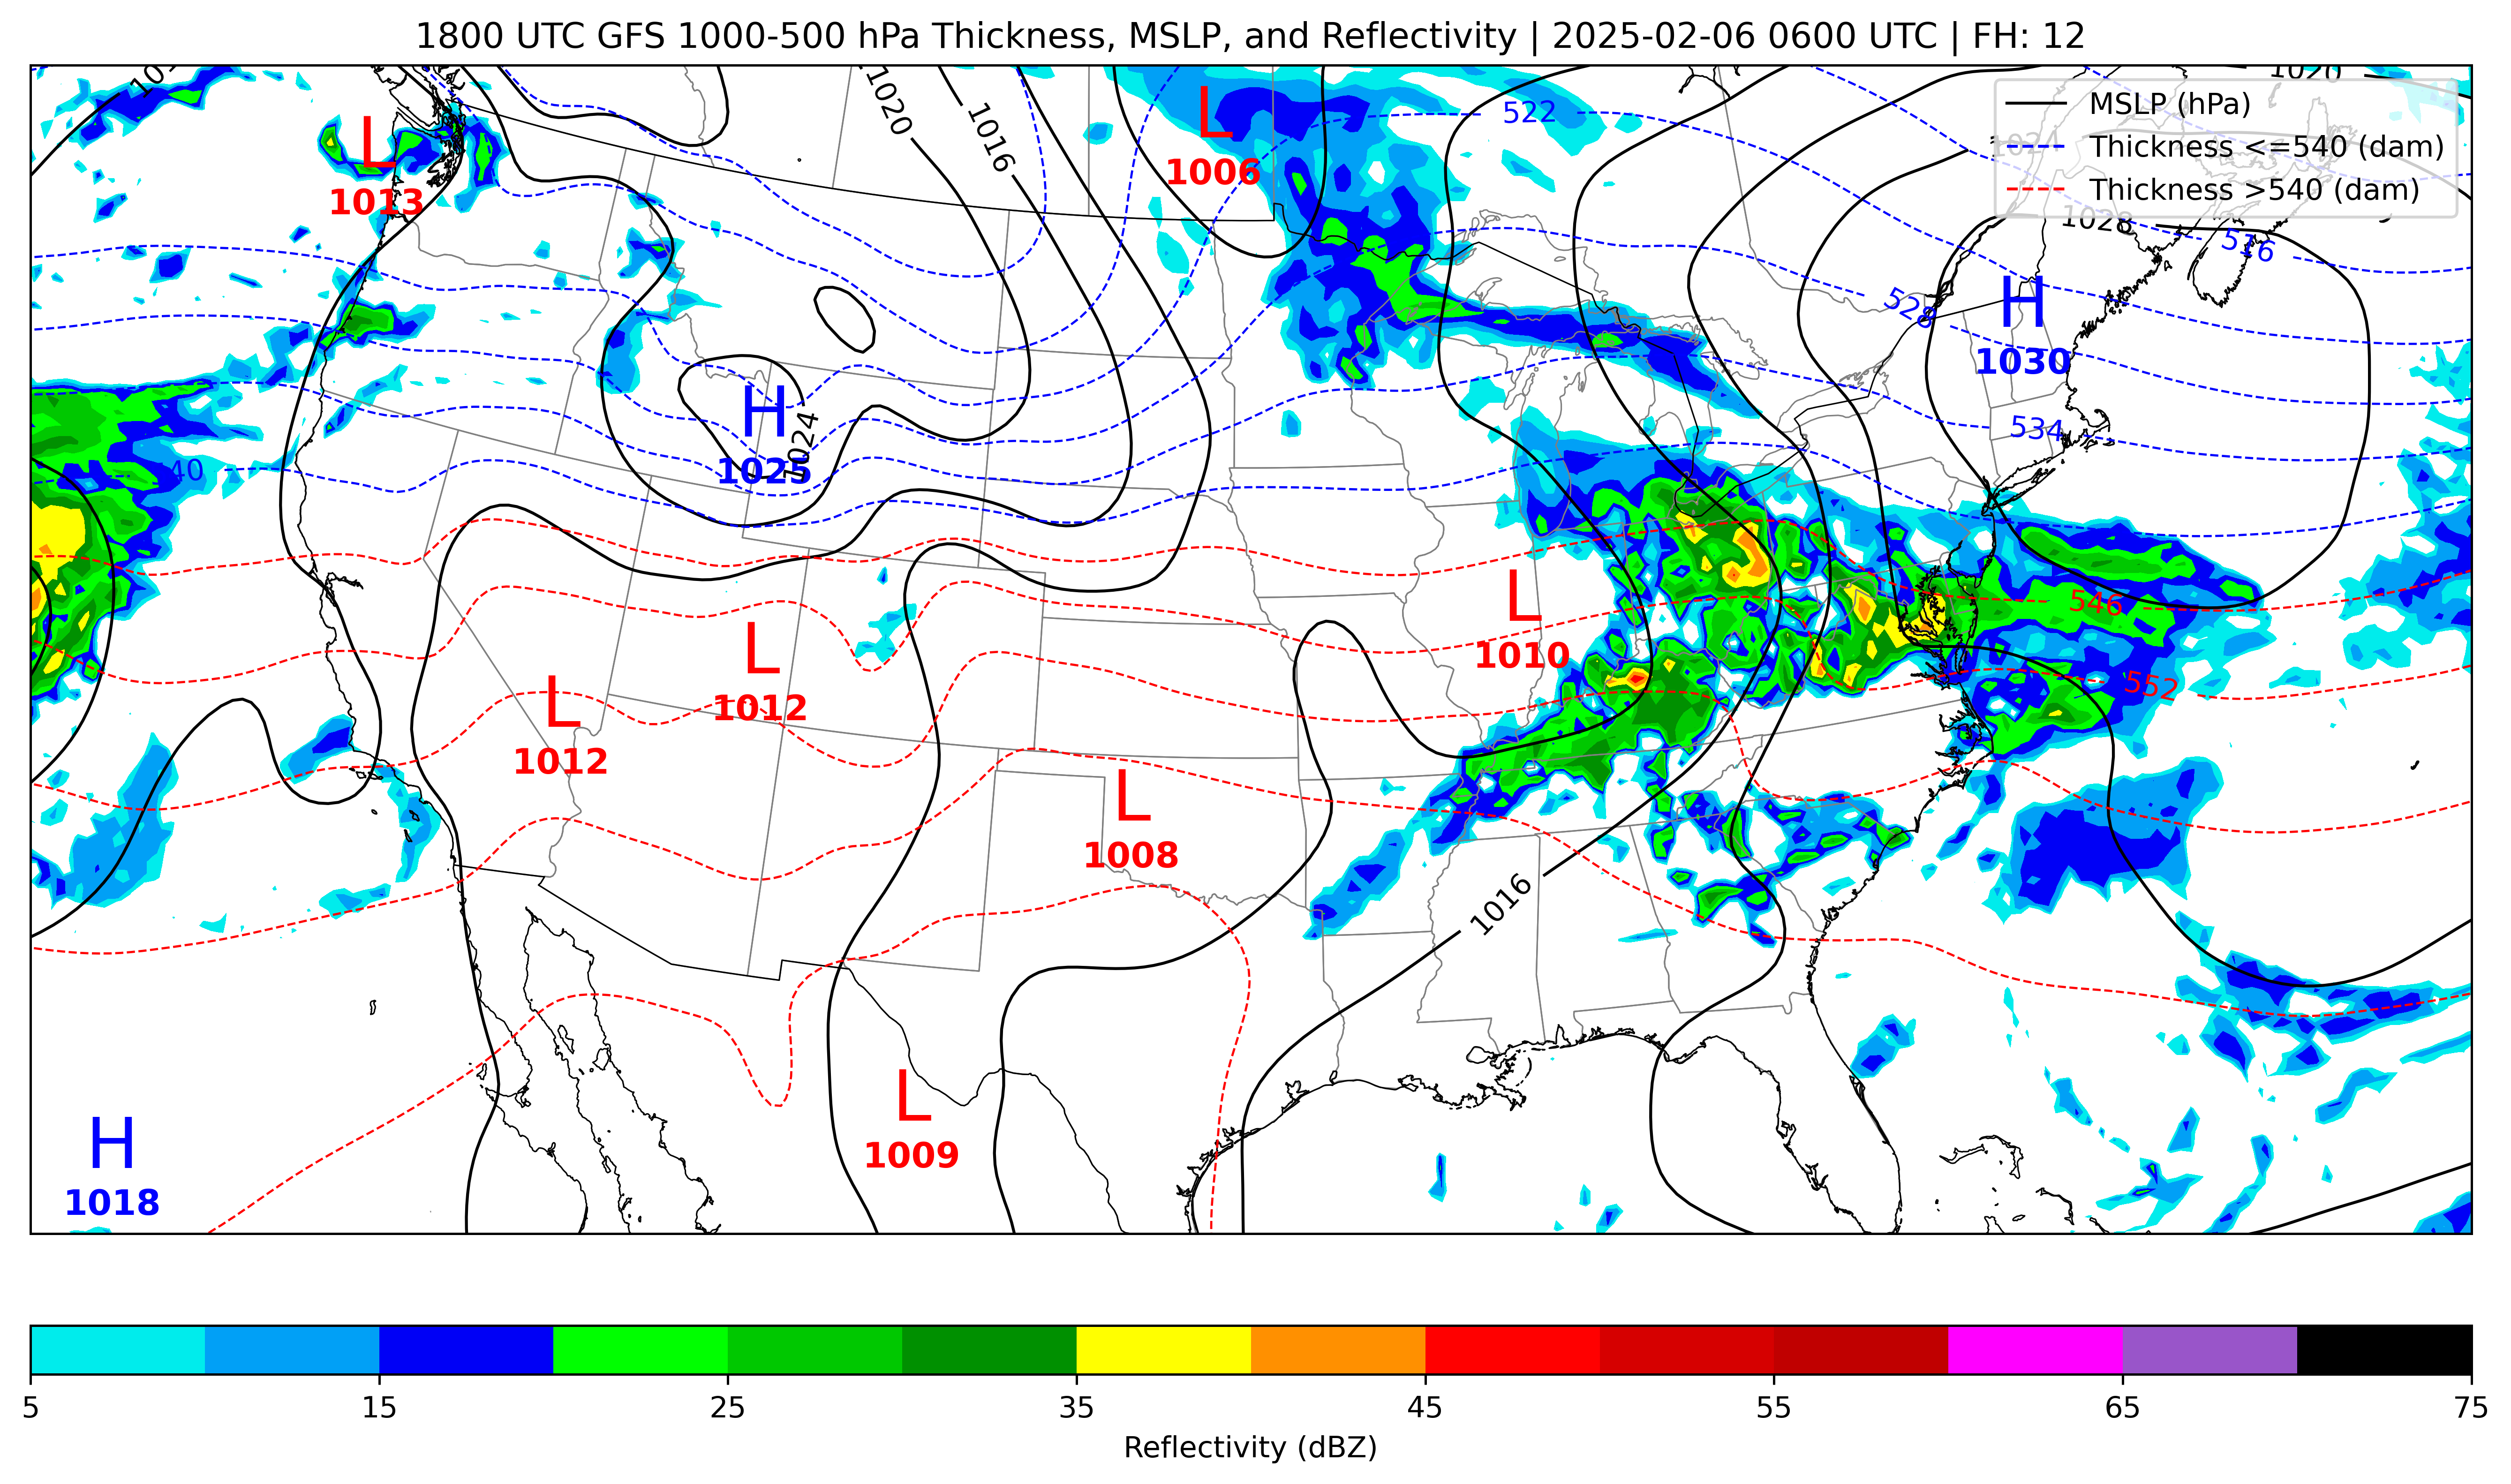 1800 UTC GFS 1000-500 hPa Thickness, MSLP, and Reflectivity | 2025-02-06 0600 UTC | FH: 12
MSLP (hPa)
Thickness <=540 (dam)
Thickness >540 (dam)
1020
1020
1016
522
L
1006
L
1013
1024
1028
516
528
H
1030
534
H
1025
1024
540
546
552
L
1010
L
1012
L
1012
L
1008
1016
L
1009
H
1018
5 15 25 35 45 55 65 75
Reflectivity (dBZ)